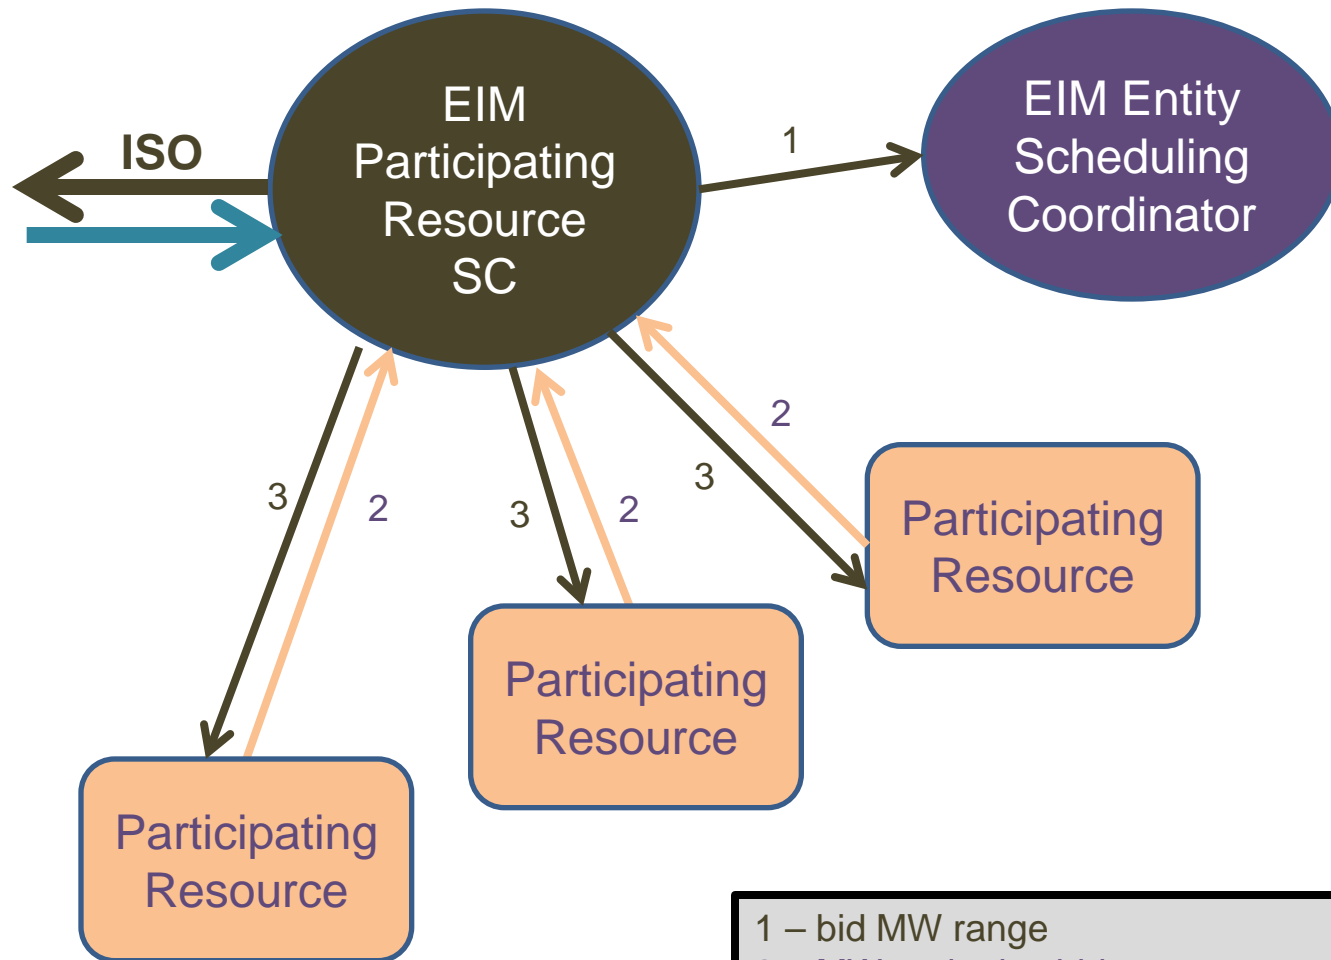 EIM
Participating
Resource
SC
EIM Entity
Scheduling
Coordinator
ISO
1
2
3
3
2
3
2
Participating
Resource
Participating
Resource
Participating
Resource
1 – bid MW range